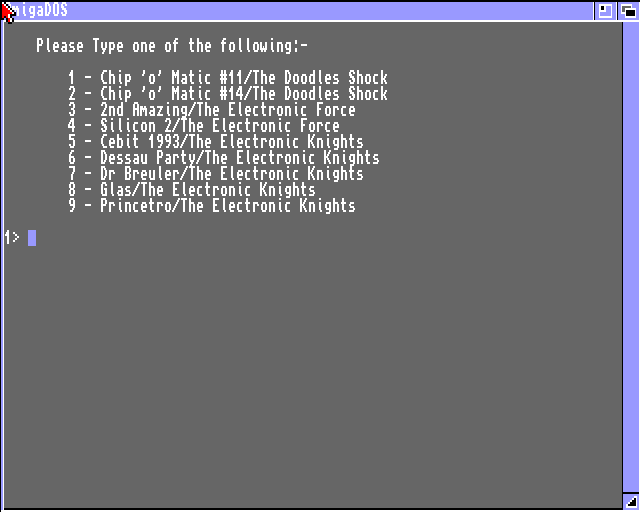 AmigaDOS
Please Type one of the following:-
1 - Chip 'o' Matic #11/The Doodles Shock
2 - Chip 'o' Matic #14/The Doodles Shock
3 - 2nd Amazing/The Electronic Force
4 - Silicon 2/The Electronic Force
5 - Cebit 1993/The Electronic Knights
6 - Dessau Party/The Electronic Knights
7 - Dr Breuler/The Electronic Knights
8 - Glas/The Electronic Knights
9 - Princetro/The Electronic Knights
1>